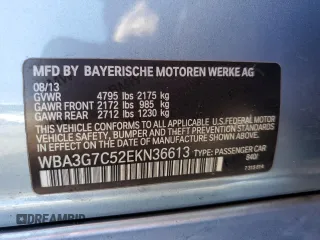 MFD BY BAYERISCHE MOTOREN WERKE AG
08/13
GVWR 4795 lbs 2175 kg
GAWR FRONT 2172 lbs 985 kg
GAWR REAR 2712 lbs 1230 kg
THIS VEHICLE CONFORMS TO ALL APPLICABLE U.S. FEDERAL MOTOR VEHICLE SAFETY, BUMPER, AND THEFT PREVENTION STANDARDS IN EFFECT ON THE DATE OF MANUFACTURE SHOWN ABOVE.
WBA3G7C52EKN36613
TYPE: PASSENGER CAR
840/
DREAMBID